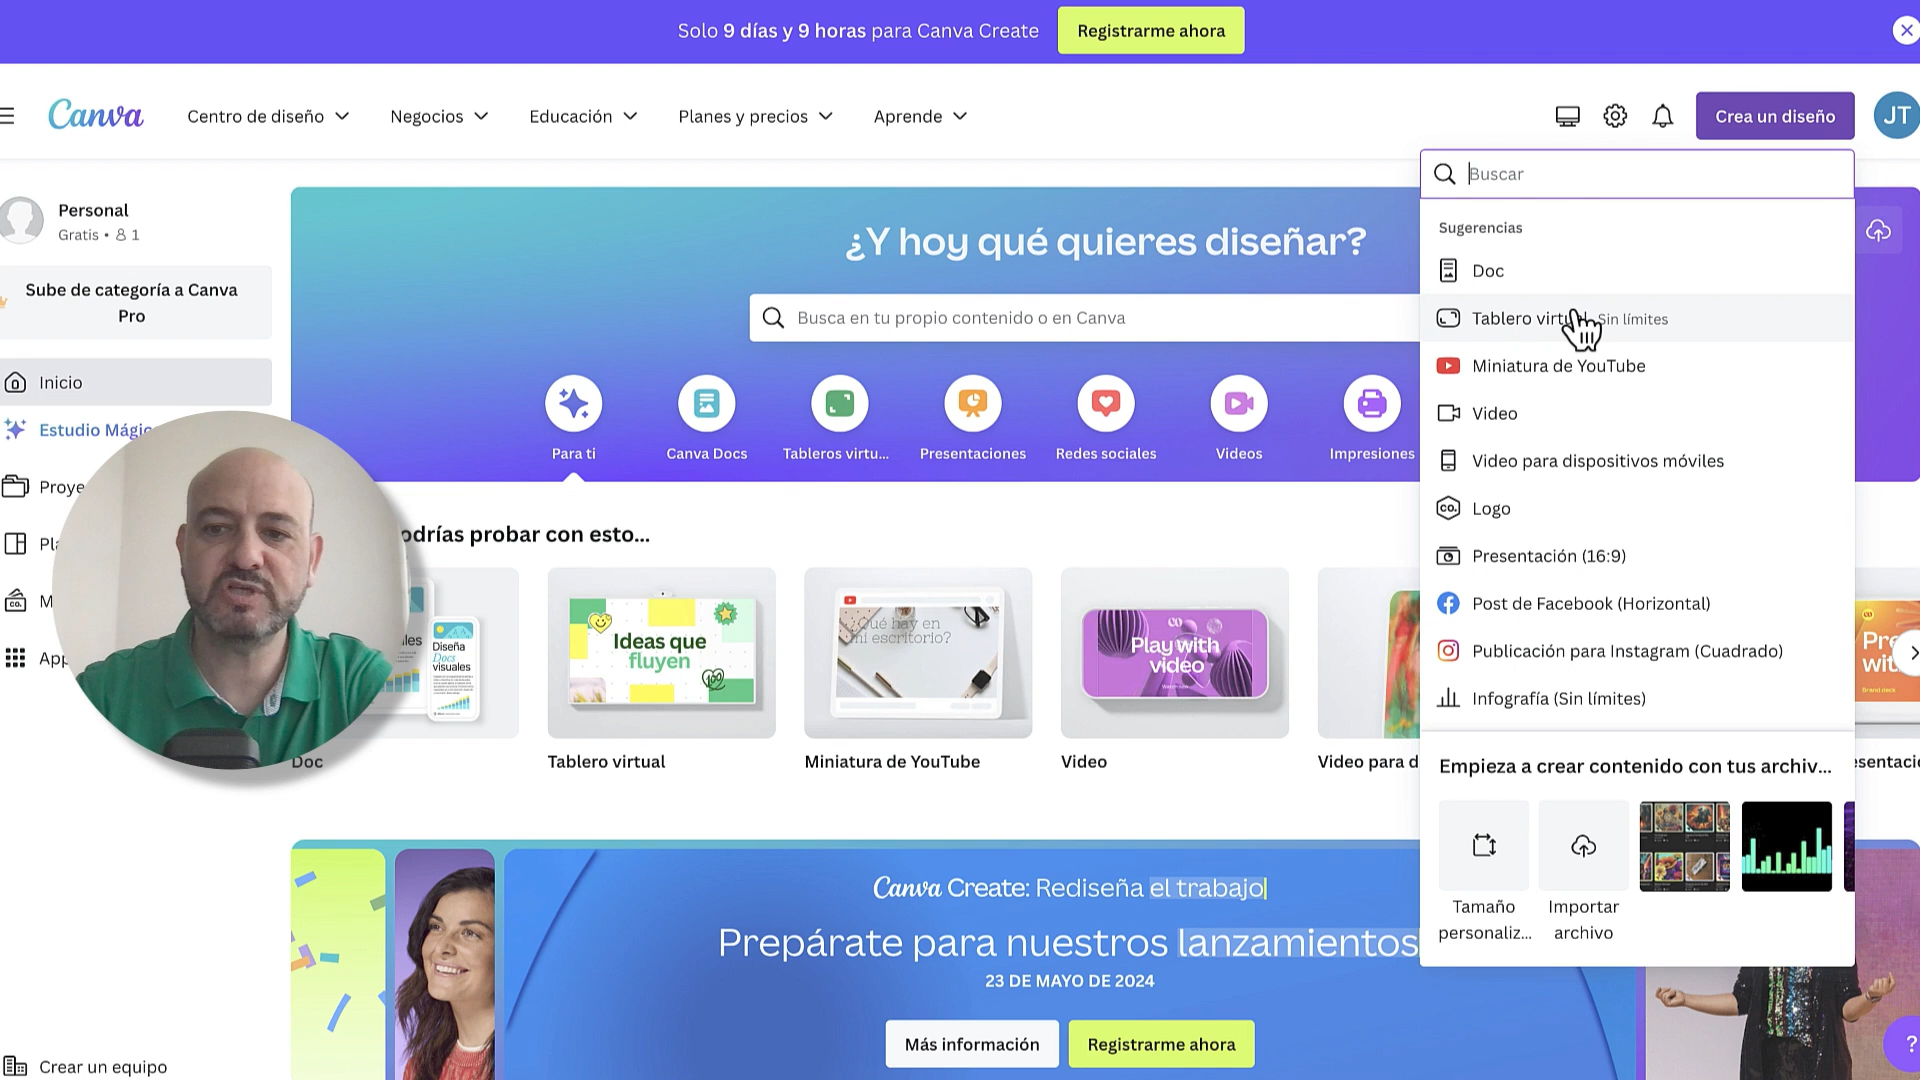 Solo 9 días y 9 horas para Canva Create
Registrarme ahora
Canva
Centro de diseño
Negocios
Educación
Planes y precios
Aprende
Crea un diseño
JT
Personal
Gratis • 1
Sube de categoría a Canva
Pro
Inicio
Estudio Mágic
Proye
Pla
M
App
Crear un equipo
¿Y hoy qué quieres diseñar?
Busca en tu propio contenido o en Canva
Para ti
Canva Docs
Tableros virtu...
Presentaciones
Redes sociales
Videos
Impresiones
odrías probar con esto...
Diseña
Docs
visuales
Ideas que
fluyen
100
¿Qué hay en
mi escritorio?
Play with
video
Doc
Tablero virtual
Miniatura de YouTube
Video
Video para d
Canva Create: Rediseña el trabajo
Prepárate para nuestros lanzamientos
23 DE MAYO DE 2024
Más información
Registrarme ahora
Buscar
Sugerencias
Doc
Tablero virtu Sin límites
Miniatura de YouTube
Video
Video para dispositivos móviles
Logo
Presentación (16:9)
Post de Facebook (Horizontal)
Publicación para Instagram (Cuadrado)
Infografía (Sin límites)
Empieza a crear contenido con tus archiv...
Tamaño
personaliz...
Importar
archivo
Pre
wit
Brand deck
esentaci
?